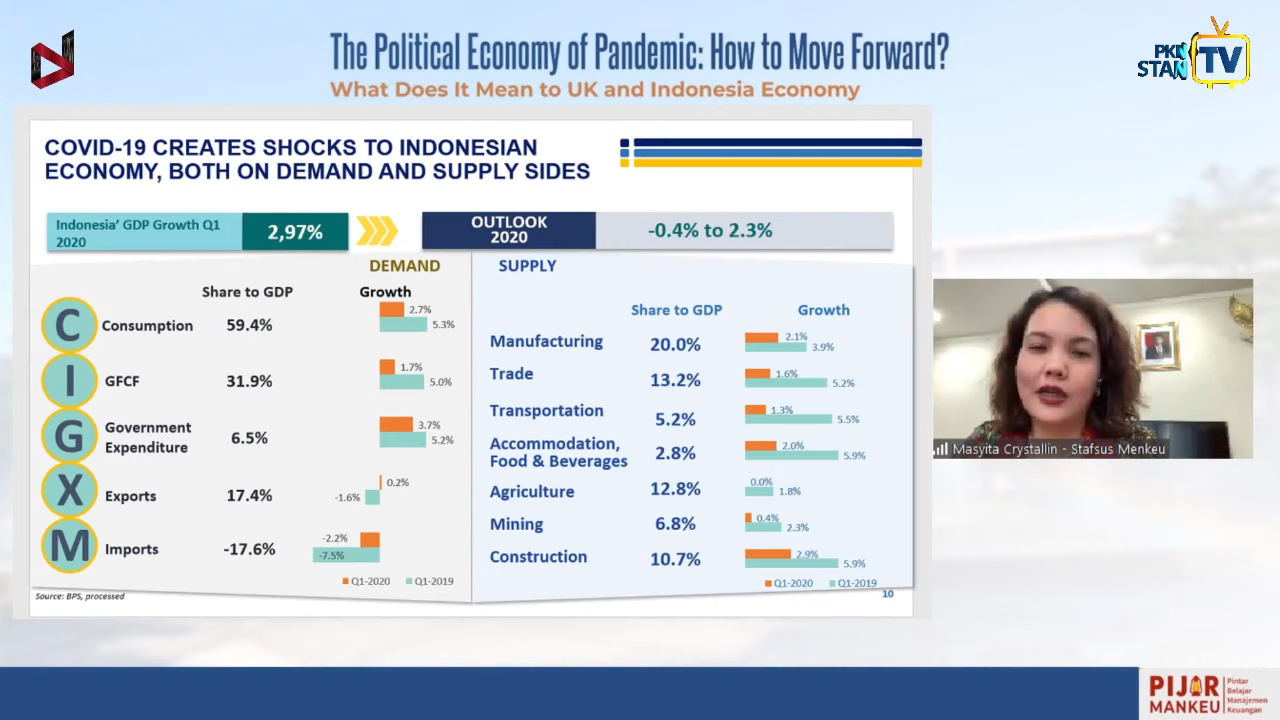 The Political Economy of Pandemic: How to Move Forward?
What Does It Mean to UK and Indonesia Economy
PKN
STAN TV
COVID-19 CREATES SHOCKS TO INDONESIAN
ECONOMY, BOTH ON DEMAND AND SUPPLY SIDES
Indonesia' GDP Growth Q1
2020
2,97%
OUTLOOK
2020
-0.4% to 2.3%
DEMAND
Share to GDP
Growth
C Consumption 59.4% 2.7% 5.3%
I GFCF 31.9% 1.7% 5.0%
G Government
Expenditure 6.5% 3.7% 5.2%
X Exports 17.4% 0.2% -1.6%
M Imports -17.6% -2.2% -7.5%
Q1-2020 Q1-2019
SUPPLY
Share to GDP
Growth
Manufacturing 20.0% 2.1% 3.9%
Trade 13.2% 1.6% 5.2%
Transportation 5.2% 1.3% 5.5%
Accommodation,
Food & Beverages 2.8% 2.0% 5.9%
Agriculture 12.8% 0.0% 1.8%
Mining 6.8% 0.4% 2.3%
Construction 10.7% 2.9% 5.9%
Q1-2020 Q1-2019
Source: BPS, processed
10
Masyita Crystallin - Stafsus Menkeu
PIJAR
MANKEU
Pintar
Belajar
Manajemen
Keuangan